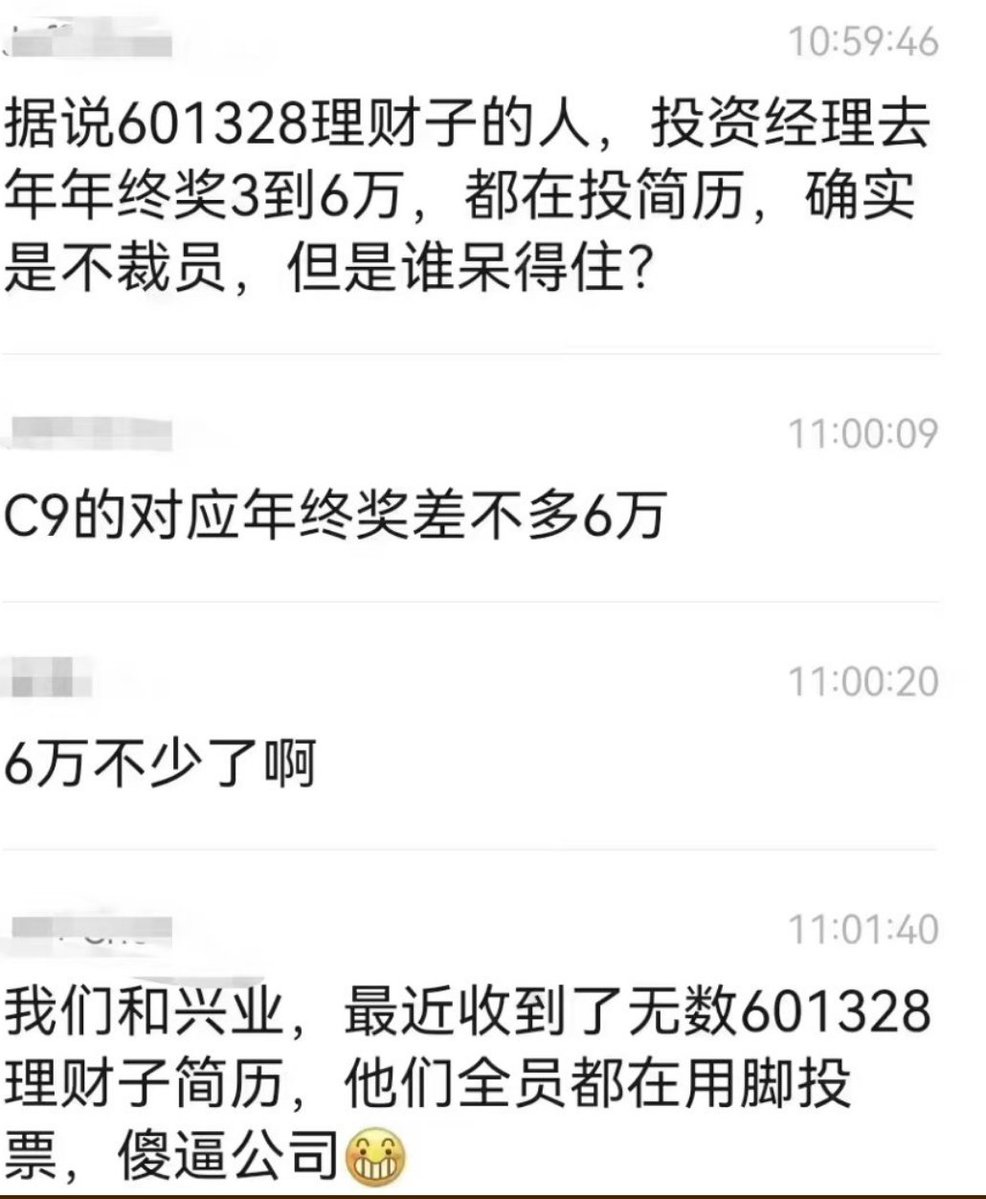 10:59:46
据说601328理财子的人，投资经理去
年年终奖3到6万，都在投简历，确实
是不裁员，但是谁呆得住？
11:00:09
C9的对应年终奖差不多6万
11:00:20
6万不少了啊
11:01:40
我们和兴业，最近收到了无数601328
理财子简历，他们全员都在用脚投
票，傻逼公司😁